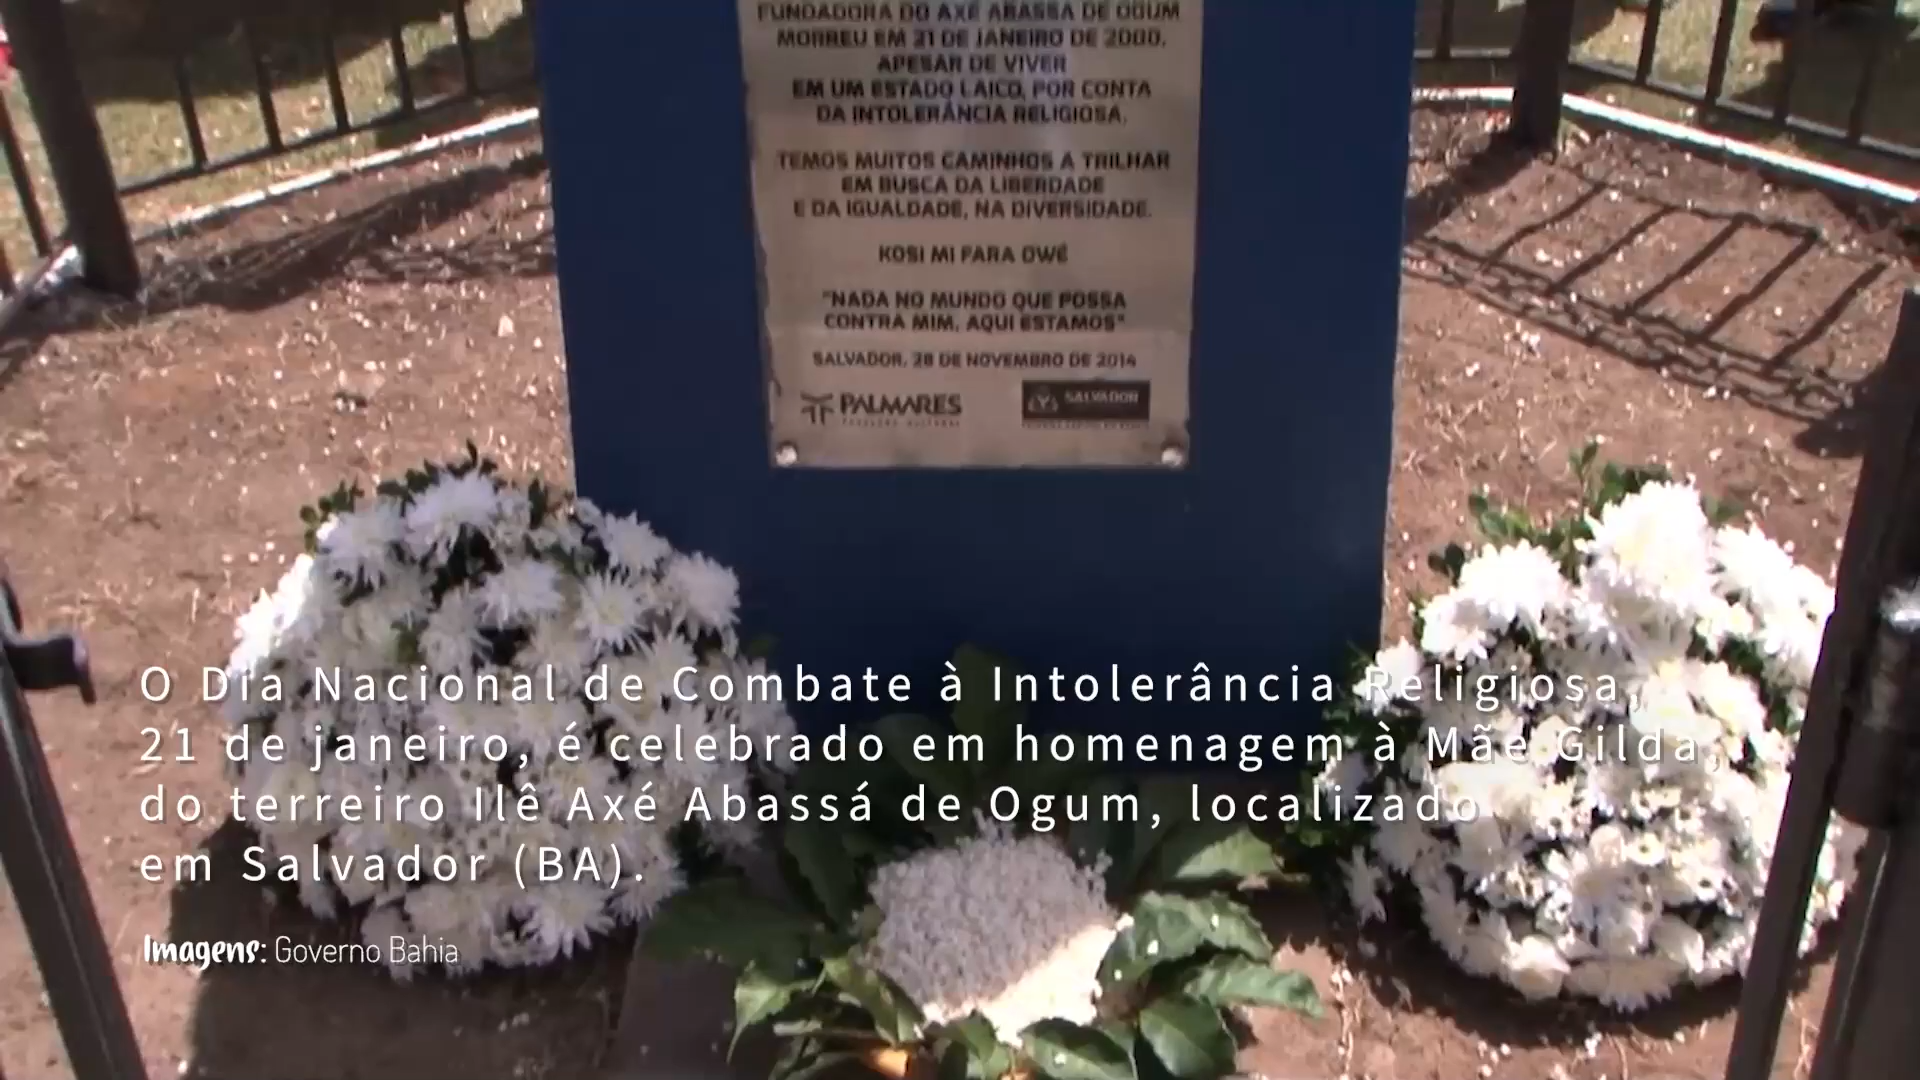 FUNDADORA DO AXÉ ABASSA DE OGUM
MORREU EM 21 DE JANEIRO DE 2000,
APESAR DE VIVER
EM UM ESTADO LAICO, POR CONTA
DA INTOLERÂNCIA RELIGIOSA.
TEMOS MUITOS CAMINHOS A TRILHAR
EM BUSCA DA LIBERDADE
E DA IGUALDADE, NA DIVERSIDADE.
KOSI MI FARA OWÉ
"NADA NO MUNDO QUE POSSA
CONTRA MIM, AQUI ESTAMOS"
SALVADOR, 28 DE NOVEMBRO DE 2014
PALMARES
SALVADOR
O Dia Nacional de Combate à Intolerância Religiosa,
21 de janeiro, é celebrado em homenagem à Mãe Gilda,
do terreiro Ilê Axé Abassá de Ogum, localizado
em Salvador (BA).
Imagens: Governo Bahia